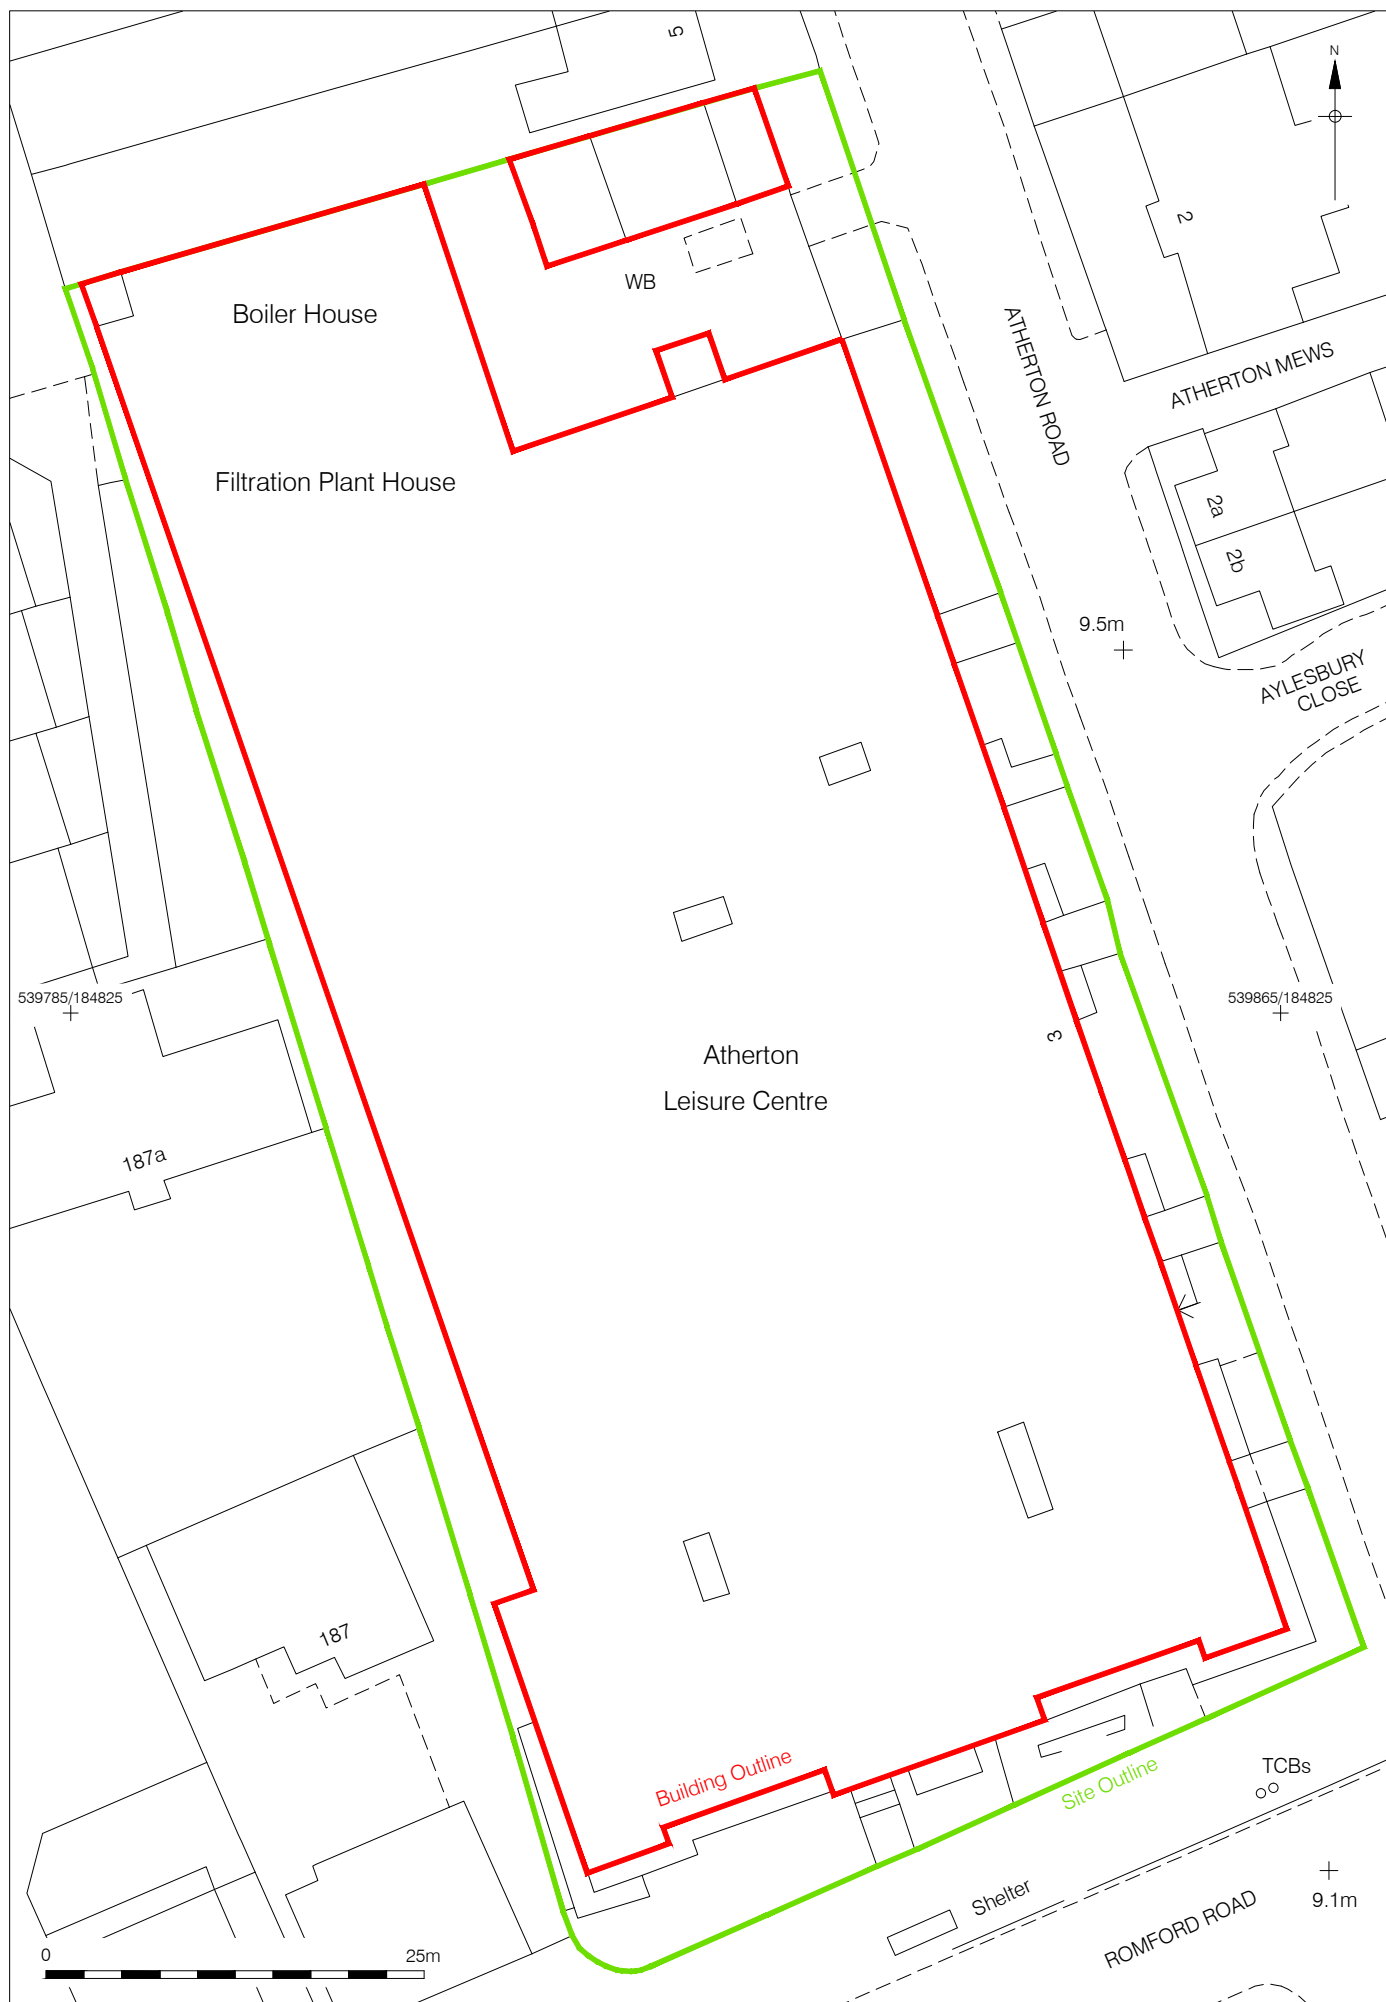 5
N
2
WB
Boiler House
ATHERTON ROAD
ATHERTON MEWS
Filtration Plant House
2a
2b
9.5m
AYLESBURY
CLOSE
539785/184825
539865/184825
3
Atherton
Leisure Centre
187a
187
Building Outline
Site Outline
TCBs
Shelter
9.1m
ROMFORD ROAD
0
25m